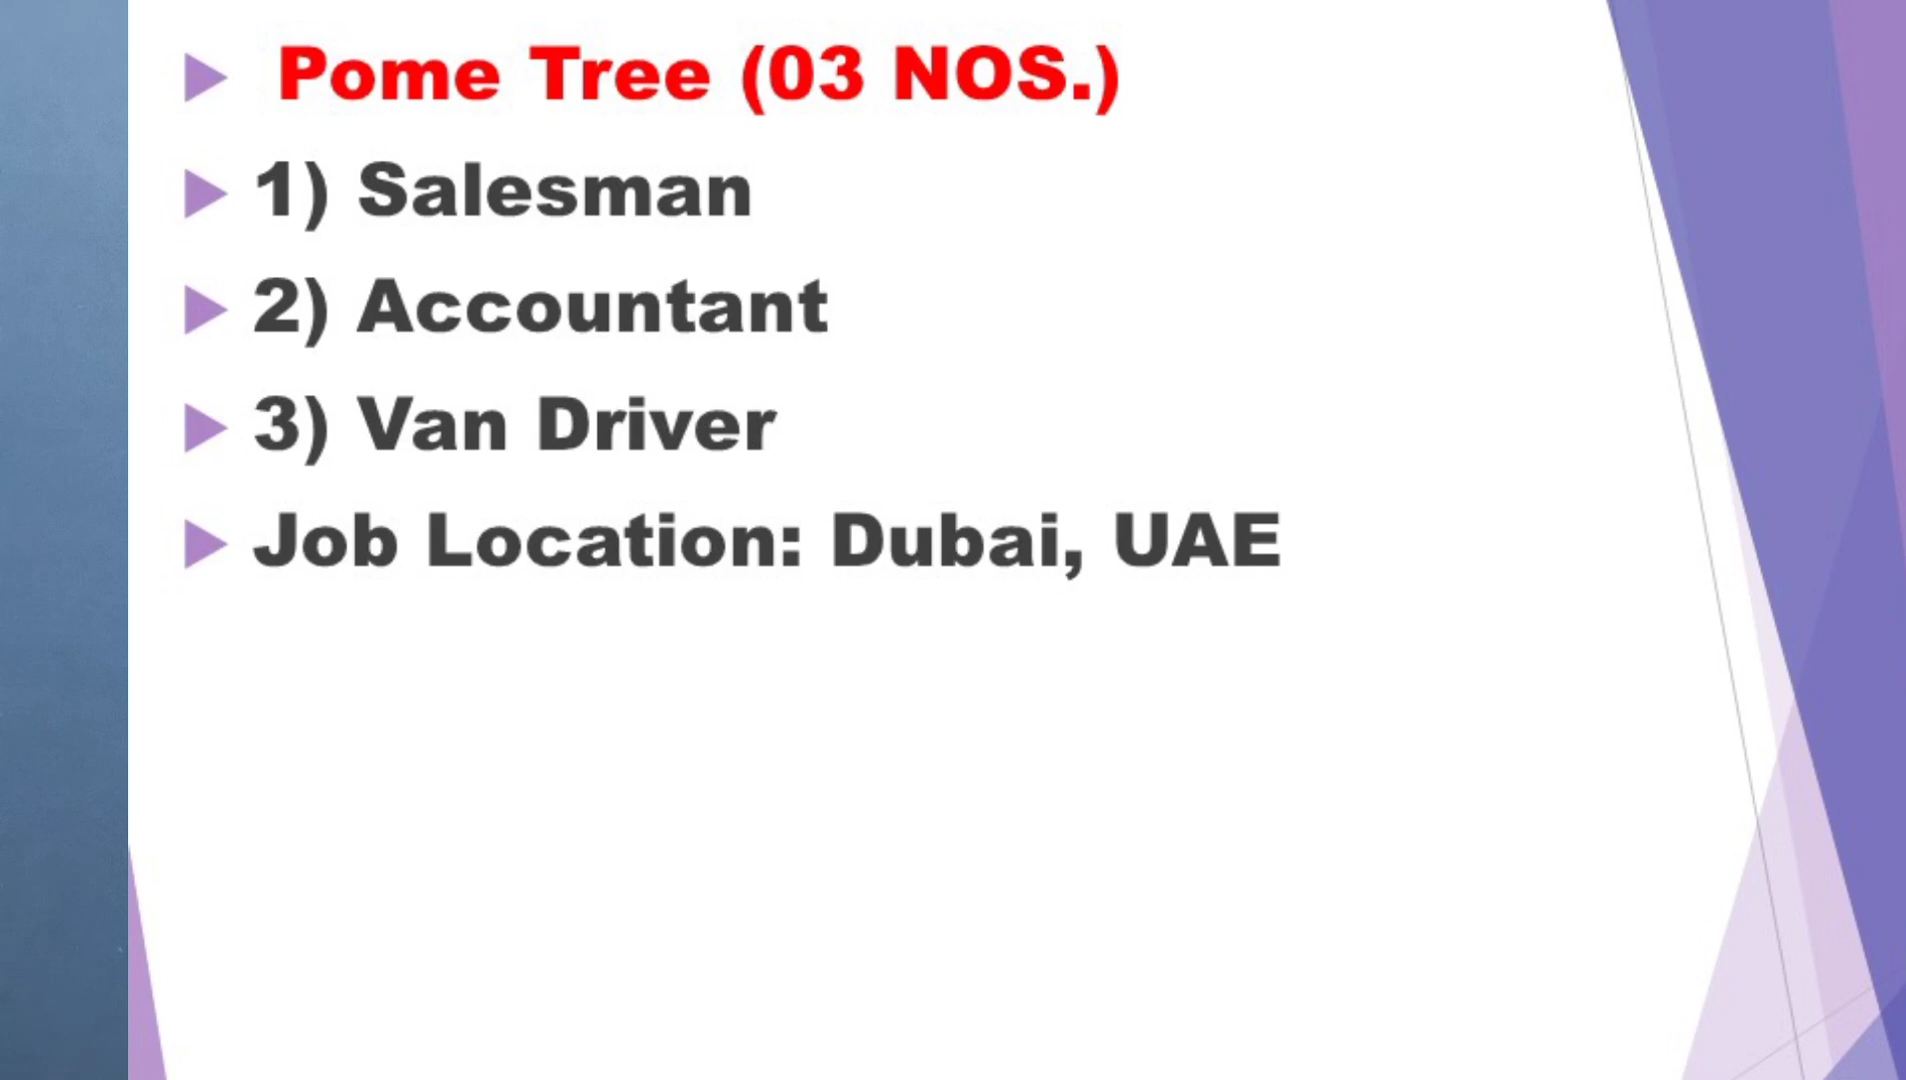 Pome Tree (03 NOS.)
1) Salesman
2) Accountant
3) Van Driver
Job Location: Dubai, UAE